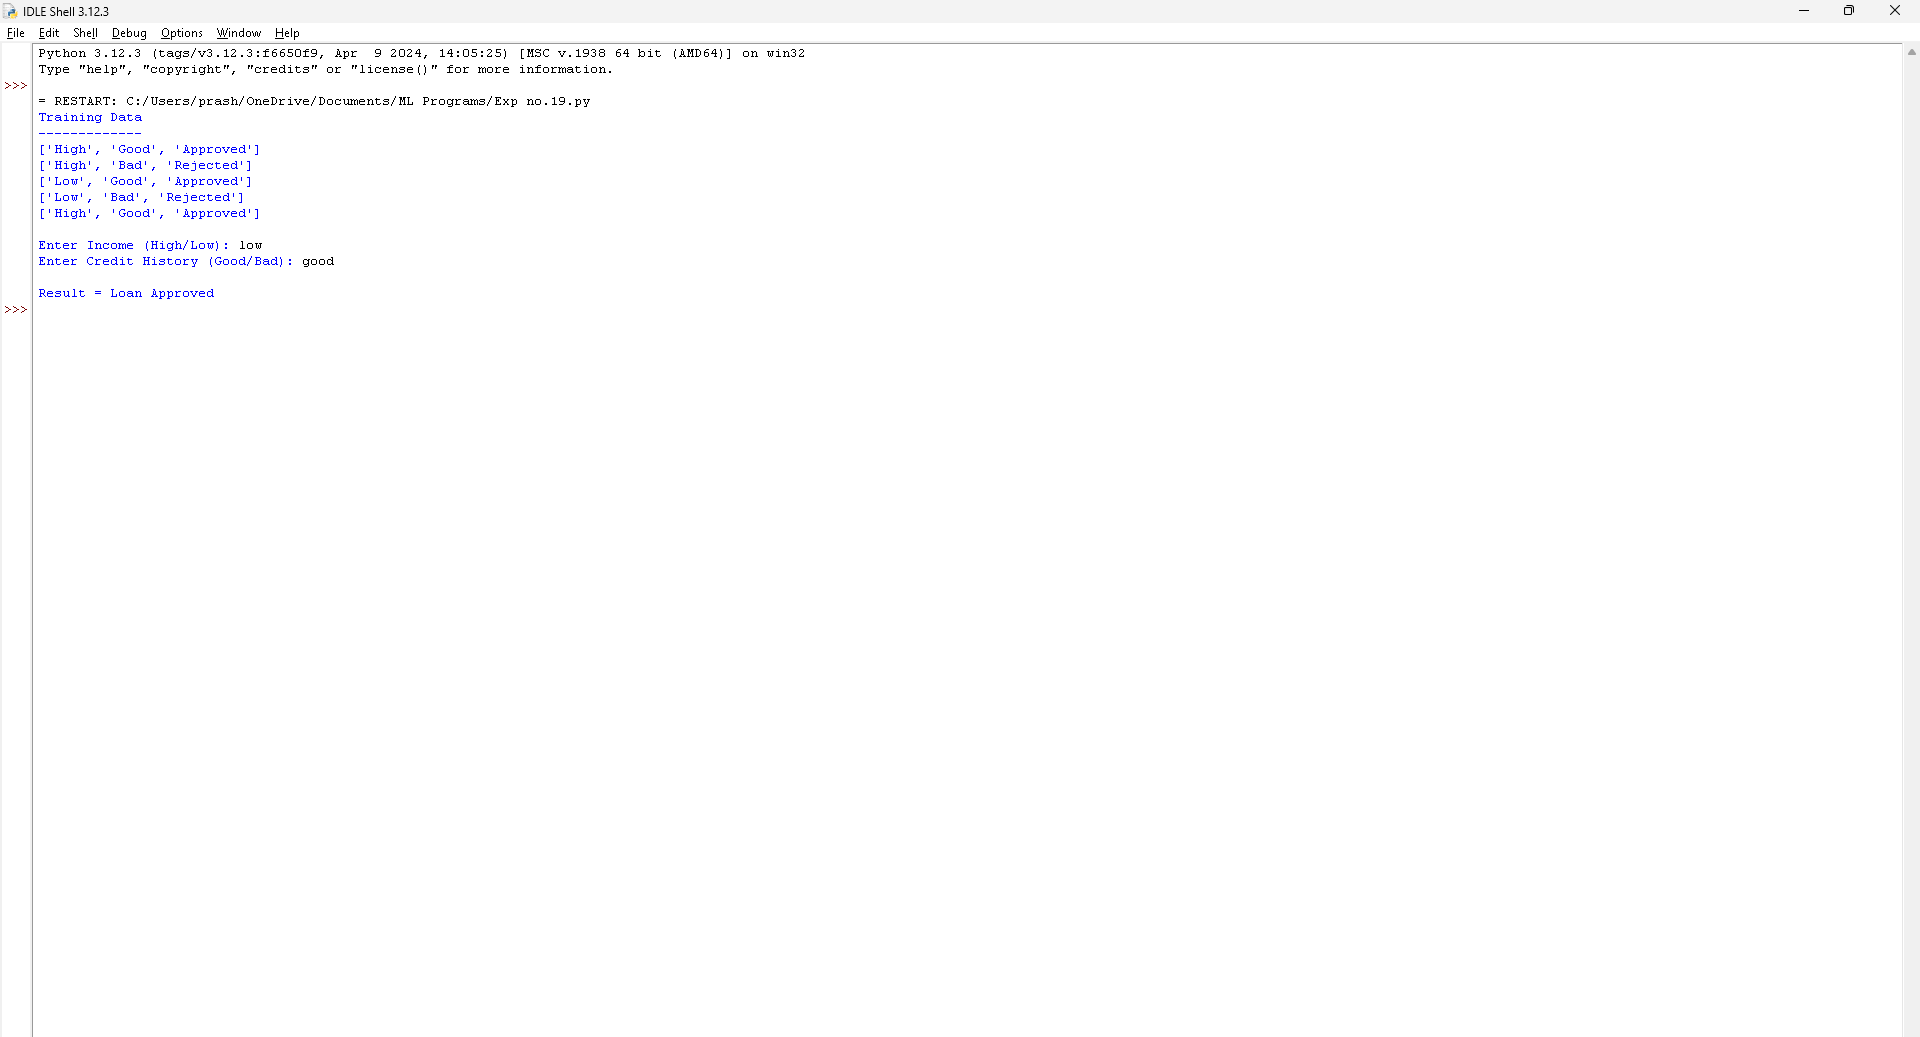 IDLE Shell 3.12.3
File Edit Shell Debug Options Window Help
Python 3.12.3 (tags/v3.12.3:f6650f9, Apr  9 2024, 14:05:25) [MSC v.1938 64 bit (AMD64)] on win32
Type "help", "copyright", "credits" or "license()" for more information.
>>>
= RESTART: C:/Users/prash/OneDrive/Documents/ML Programs/Exp no.19.py
Training Data
-------------
['High', 'Good', 'Approved']
['High', 'Bad', 'Rejected']
['Low', 'Good', 'Approved']
['Low', 'Bad', 'Rejected']
['High', 'Good', 'Approved']
Enter Income (High/Low): low
Enter Credit History (Good/Bad): good
Result = Loan Approved
>>>